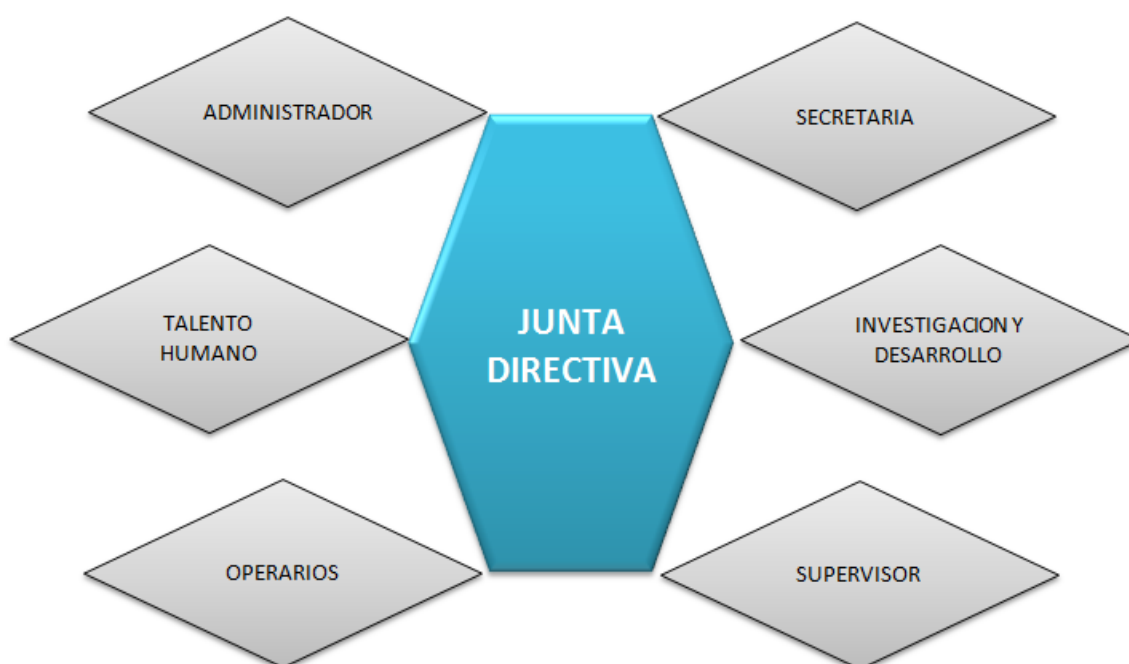 ADMINISTRADOR
SECRETARIA
JUNTA
DIRECTIVA
TALENTO
HUMANO
INVESTIGACION Y
DESARROLLO
OPERARIOS
SUPERVISOR